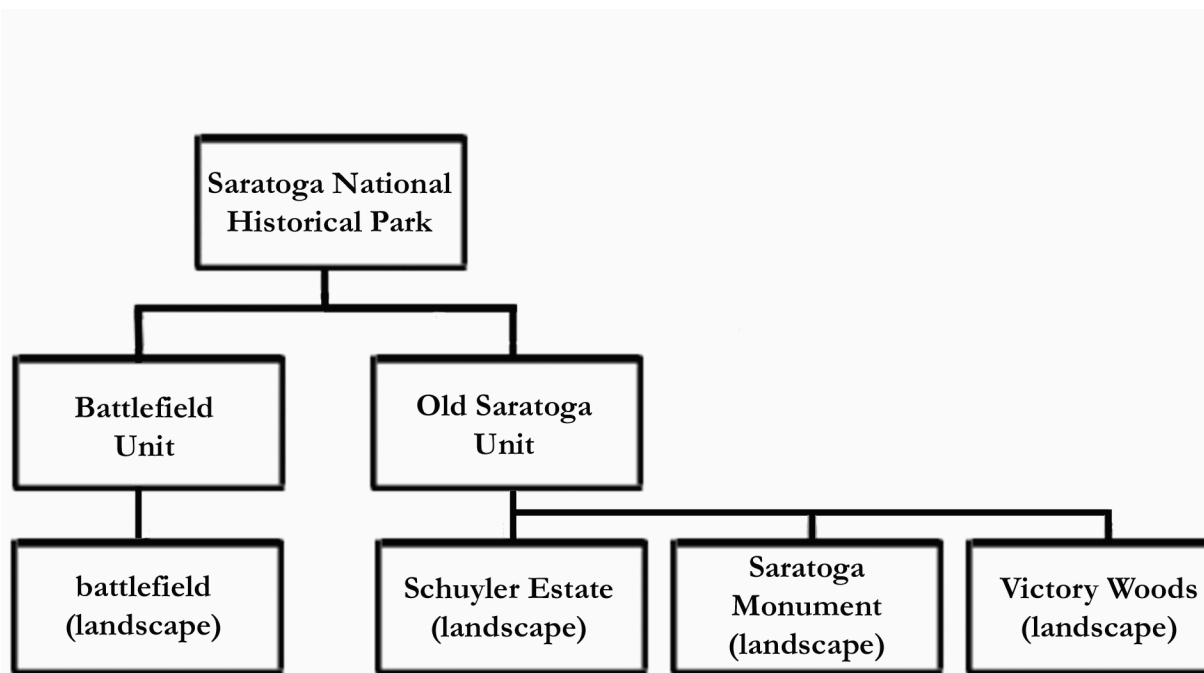 Saratoga National
Historical Park
Battlefield
Unit
Old Saratoga
Unit
battlefield
(landscape)
Schuyler Estate
(landscape)
Saratoga
Monument
(landscape)
Victory Woods
(landscape)